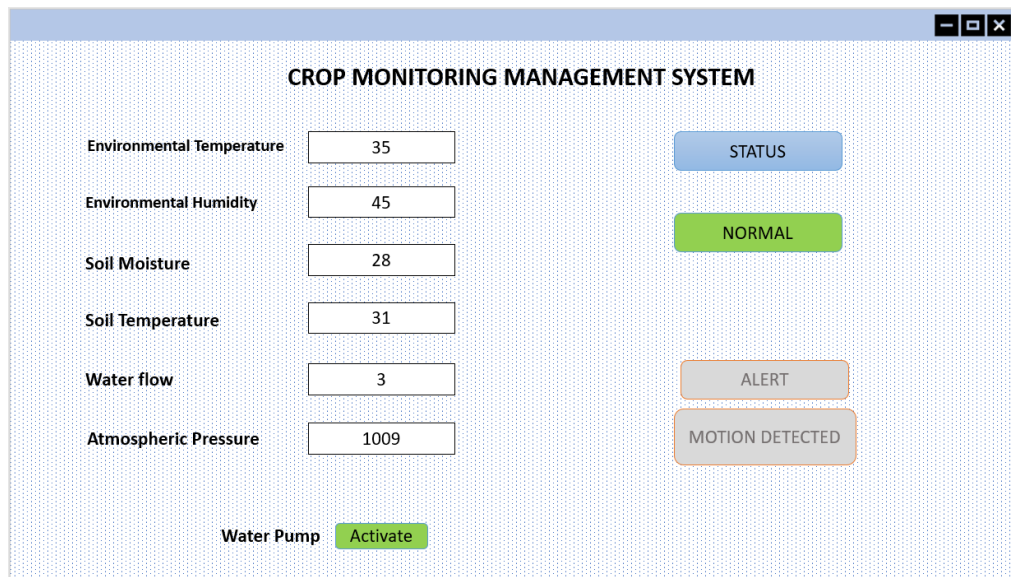 CROP MONITORING MANAGEMENT SYSTEM
Environmental Temperature 35
STATUS
Environmental Humidity 45
NORMAL
Soil Moisture 28
Soil Temperature 31
Water flow 3
ALERT
Atmospheric Pressure 1009
MOTION DETECTED
Water Pump Activate